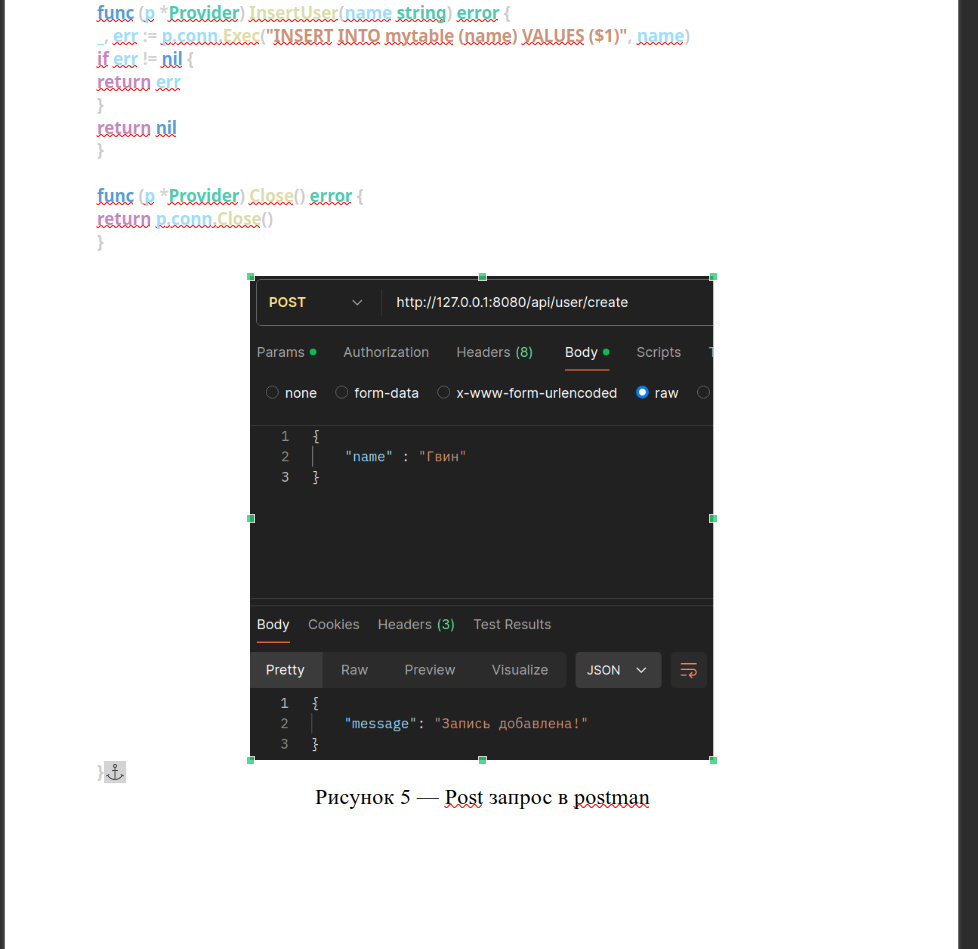 func (p *Provider) InsertUser(name string) error {
_, err := p.conn.Exec("INSERT INTO mytable (name) VALUES ($1)", name)
if err != nil {
return err
}
return nil
}
func (p *Provider) Close() error {
return p.conn.Close()
}
POST http://127.0.0.1:8080/api/user/create
Params Authorization Headers (8) Body Scripts
none form-data x-www-form-urlencoded raw
1 {
2 "name" : "Гвин"
3 }
Body Cookies Headers (3) Test Results
Pretty Raw Preview Visualize JSON
1 {
2 "message": "Запись добавлена!"
3 }
}
Рисунок 5 — Post запрос в postman